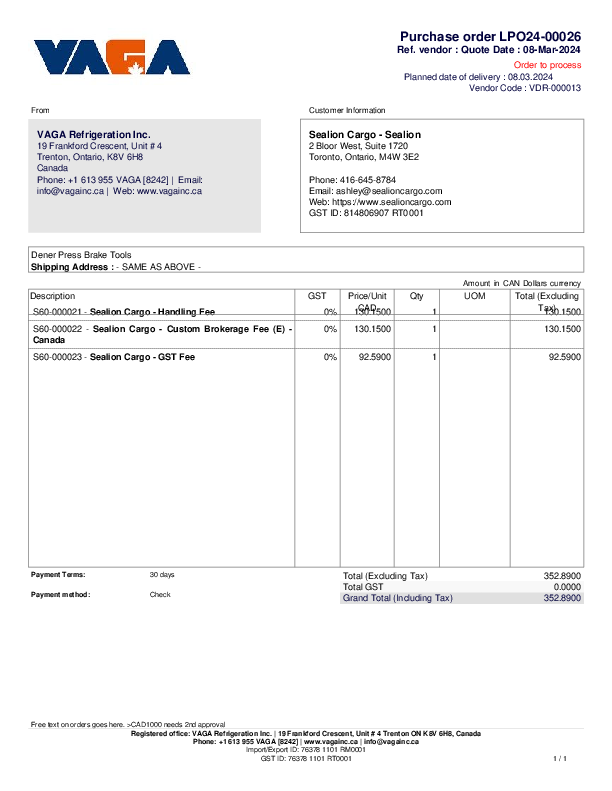 VAGA
Purchase order LPO24-00026
Ref. vendor : Quote Date : 08-Mar-2024
Order to process
Planned date of delivery : 08.03.2024
Vendor Code : VDR-000013
From
Customer Information
VAGA Refrigeration Inc.
19 Frankford Crescent, Unit # 4
Trenton, Ontario, K8V 6H8
Canada
Phone: +1 613 955 VAGA [8242] | Email:
info@vagainc.ca | Web: www.vagainc.ca
Sealion Cargo - Sealion
2 Bloor West, Suite 1720
Toronto, Ontario, M4W 3E2
Phone: 416-645-8784
Email: ashley@sealioncargo.com
Web: https://www.sealioncargo.com
GST ID: 814806907 RT0001
Dener Press Brake Tools
Shipping Address : - SAME AS ABOVE -
Amount in CAN Dollars currency
Description GST Price/Unit CAD Qty UOM Total (Excluding Tax)
S60-000021 - Sealion Cargo - Handling Fee 0% 130.1500 1 130.1500
S60-000022 - Sealion Cargo - Custom Brokerage Fee (E) - 0% 130.1500 1 130.1500
Canada
S60-000023 - Sealion Cargo - GST Fee 0% 92.5900 1 92.5900
Payment Terms: 30 days
Payment method: Check
Total (Excluding Tax) 352.8900
Total GST 0.0000
Grand Total (Including Tax) 352.8900
Free text on orders goes here. >CAD1000 needs 2nd approval
Registered office: VAGA Refrigeration Inc. | 19 Frankford Crescent, Unit # 4 Trenton ON K8V 6H8, Canada
Phone: +1 613 955 VAGA [8242] | www.vagainc.ca | info@vagainc.ca
Import/Export ID: 76378 1101 RM0001
GST ID: 76378 1101 RT0001
1 / 1